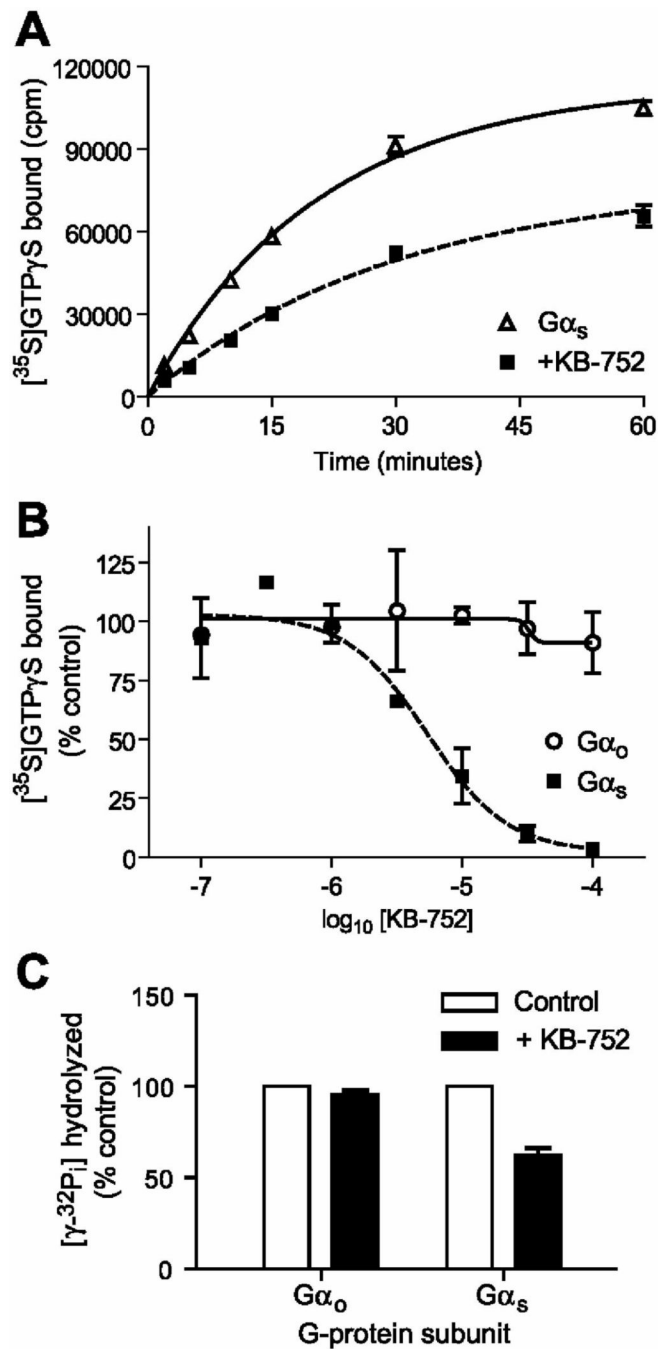 A
[³⁵S]GTPγS bound (cpm)
120000
90000
60000
30000
0
Gαₛ
+KB-752
0 15 30 45 60
Time (minutes)
B
[³⁵S]GTPγS bound
(% control)
125
100
75
50
25
0
Gαₒ
Gαₛ
-7 -6 -5 -4
log₁₀ [KB-752]
C
[γ-³²Pᵢ] hydrolyzed
(% control)
150
100
50
0
Control
+ KB-752
Gαₒ Gαₛ
G-protein subunit